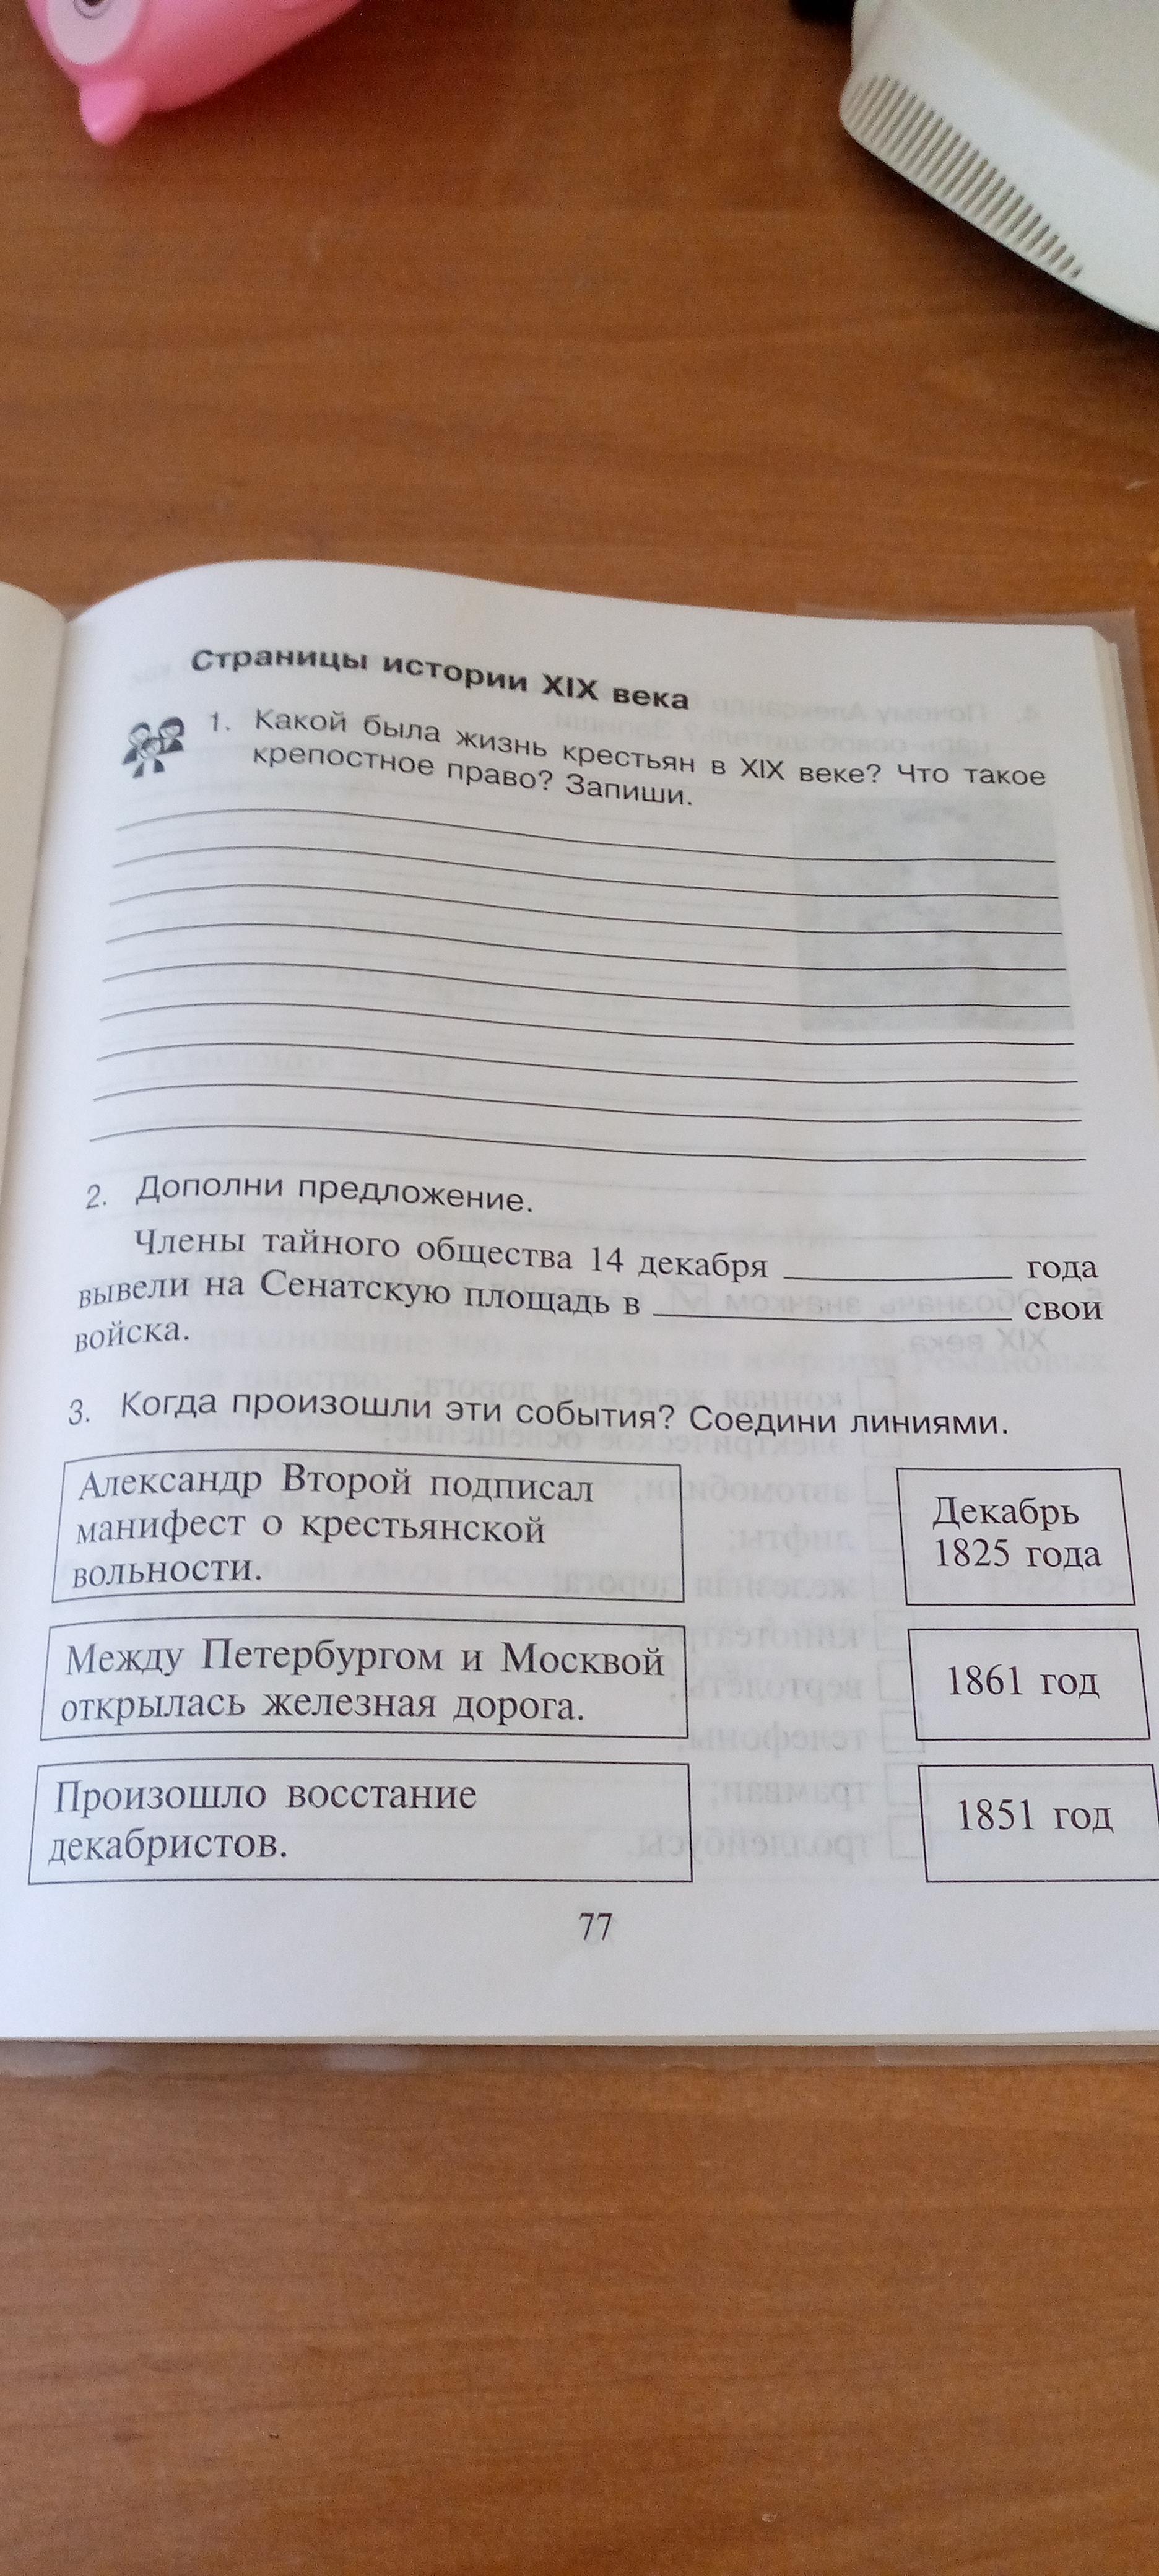 Страницы истории XIX века
1. Какой была жизнь крестьян в XIX веке? Что такое
крепостное право? Запиши.
2. Дополни предложение.
Члены тайного общества 14 декабря ____________ года
вывели на Сенатскую площадь в ____________ свои
войска.
3. Когда произошли эти события? Соедини линиями.
Александр Второй подписал
манифест о крестьянской
вольности.
Декабрь
1825 года
Между Петербургом и Москвой
открылась железная дорога.
1861 год
Произошло восстание
декабристов.
1851 год
77